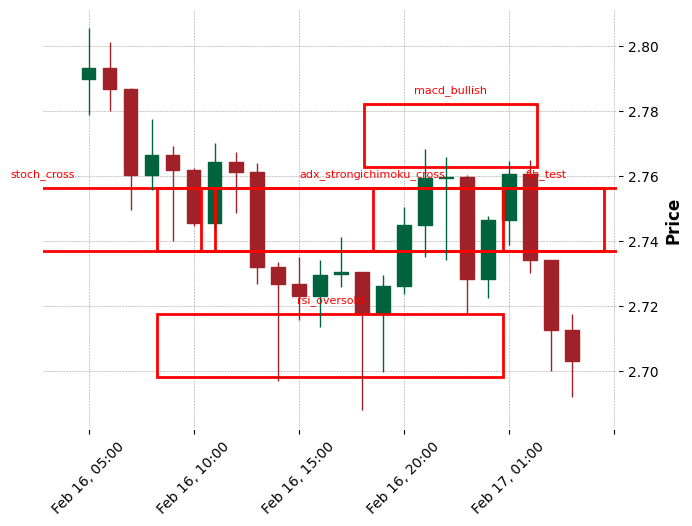 2.80
macd_bullish
2.78
stoch_cross
adx_strong
ichimoku_cross
fib_test
2.76
Price
2.74
rsi_oversold
2.72
2.70
Feb 16, 05:00
Feb 16, 10:00
Feb 16, 15:00
Feb 16, 20:00
Feb 17, 01:00